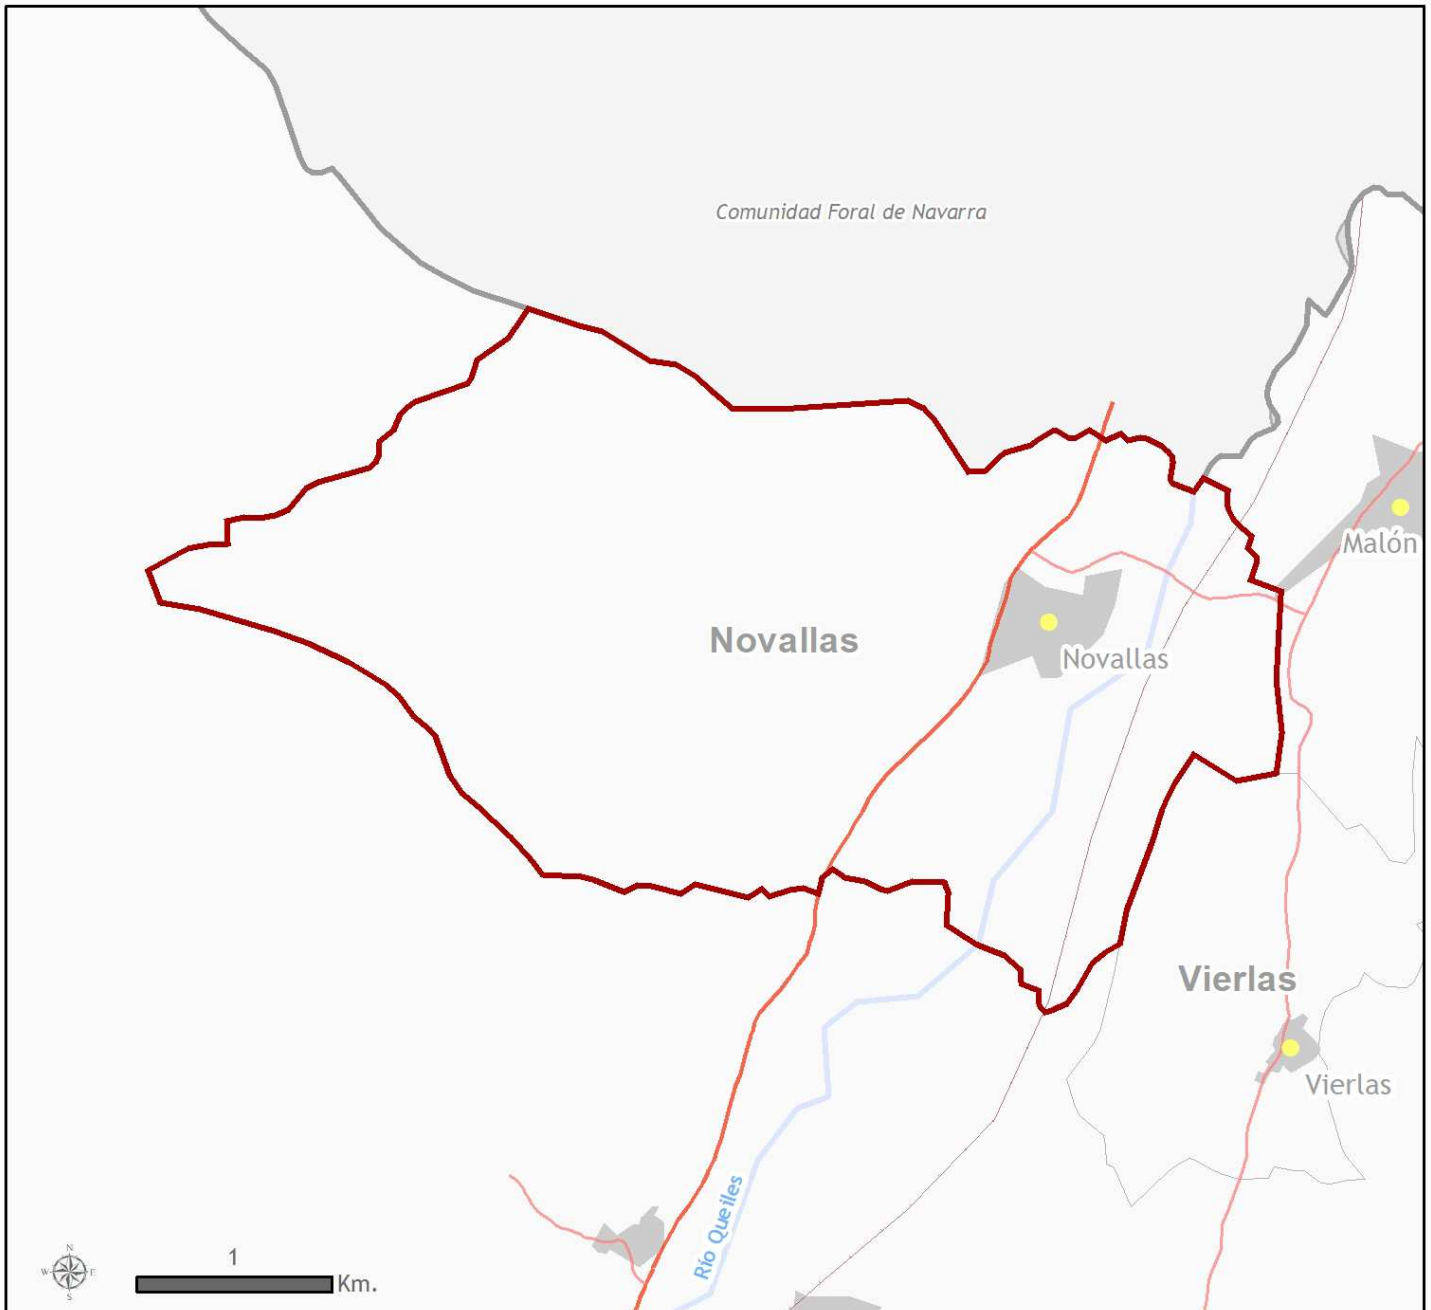 Comunidad Foral de Navarra
Malón
Novallas
Novallas
Vierlas
Vierlas
Río Queiles
N
W E
S
1
Km.